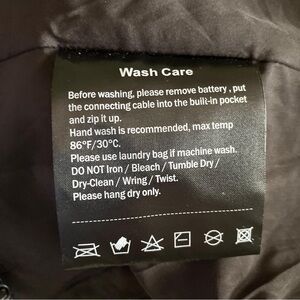 Wash Care
Before washing, please remove battery , put
the connecting cable into the built-in pocket
and zip it up.
Hand wash is recommended, max temp
86°F/30°C.
Please use laundry bag if machine wash.
DO NOT Iron / Bleach / Tumble Dry /
Dry-Clean / Wring / Twist.
Please hang dry only.